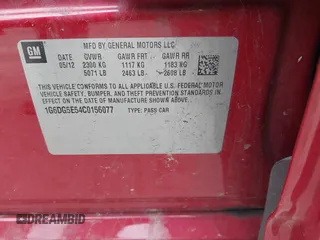 GM
MFD BY GENERAL MOTORS LLC
DATE GVWR GAWR FRT GAWR RR
05/12 2300 KG 1117 KG 1183 KG
5071 LB 2463 LB 2608 LB
THIS VEHICLE CONFORMS TO ALL APPLICABLE U.S. FEDERAL MOTOR
VEHICLE SAFETY, BUMPER, AND THEFT PREVENTION STANDARDS
IN EFFECT ON THE DATE OF MANUFACTURE SHOWN ABOVE.
1G6DG5E54C0156077 TYPE: PASS CAR
DREAMBID